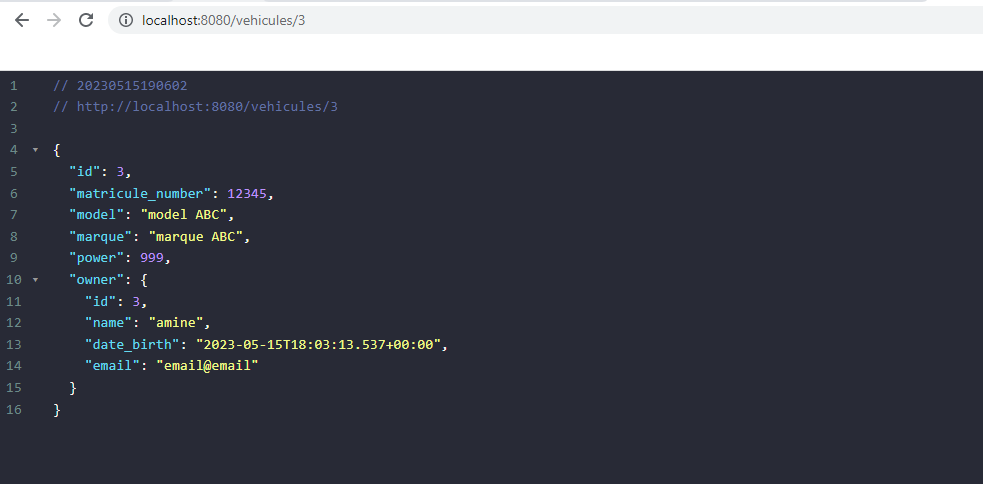 localhost:8080/vehicules/3
1 // 20230515190602
2 // http://localhost:8080/vehicules/3
3
4 {
5 "id": 3,
6 "matricule_number": 12345,
7 "model": "model ABC",
8 "marque": "marque ABC",
9 "power": 999,
10 "owner": {
11 "id": 3,
12 "name": "amine",
13 "date_birth": "2023-05-15T18:03:13.537+00:00",
14 "email": "email@email"
15 }
16 }